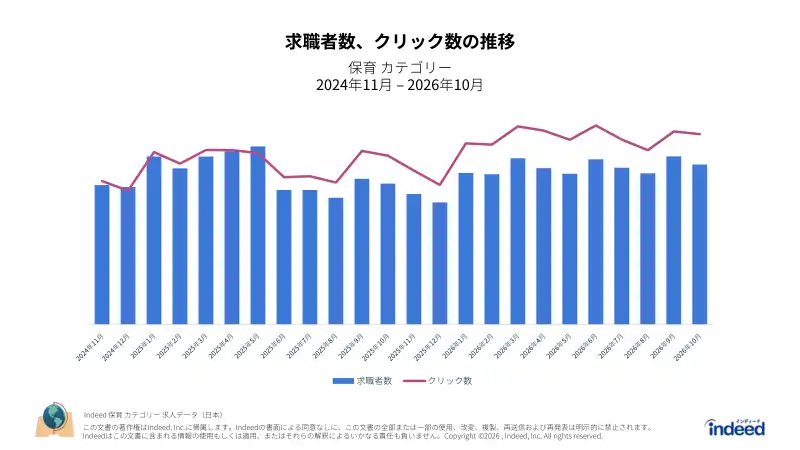 求職者数、クリック数の推移
保育 カテゴリー
2024年11月 – 2026年10月
2024年11月
2024年12月
2025年1月
2025年2月
2025年3月
2025年4月
2025年5月
2025年6月
2025年7月
2025年8月
2025年9月
2025年10月
2025年11月
2025年12月
2026年1月
2026年2月
2026年3月
2026年4月
2026年5月
2026年6月
2026年7月
2026年8月
2026年9月
2026年10月
求職者数 クリック数
Indeed 保育 カテゴリー 求人データ（日本）
この文書の著作権はIndeed, Inc.に帰属します。Indeedの書面による同意なしに、この文書の全部または一部の使用、改変、複製、再送信および再発表は明示的に禁止されます。
Indeedはこの文書に含まれる情報の使用もしくは適用、またはそれらの解釈によるいかなる責任も負いません。Copyright ©2026 , Indeed, Inc. All rights reserved.
インディード
indeed